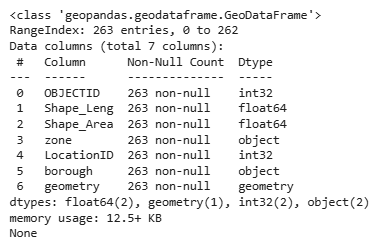 <class 'geopandas.geodataframe.GeoDataFrame'>
RangeIndex: 263 entries, 0 to 262
Data columns (total 7 columns):
 #   Column      Non-Null Count  Dtype
---  ------      --------------  -----
 0   OBJECTID    263 non-null    int32
 1   Shape_Leng  263 non-null    float64
 2   Shape_Area  263 non-null    float64
 3   zone        263 non-null    object
 4   LocationID  263 non-null    int32
 5   borough     263 non-null    object
 6   geometry    263 non-null    geometry
dtypes: float64(2), geometry(1), int32(2), object(2)
memory usage: 12.5+ KB
None